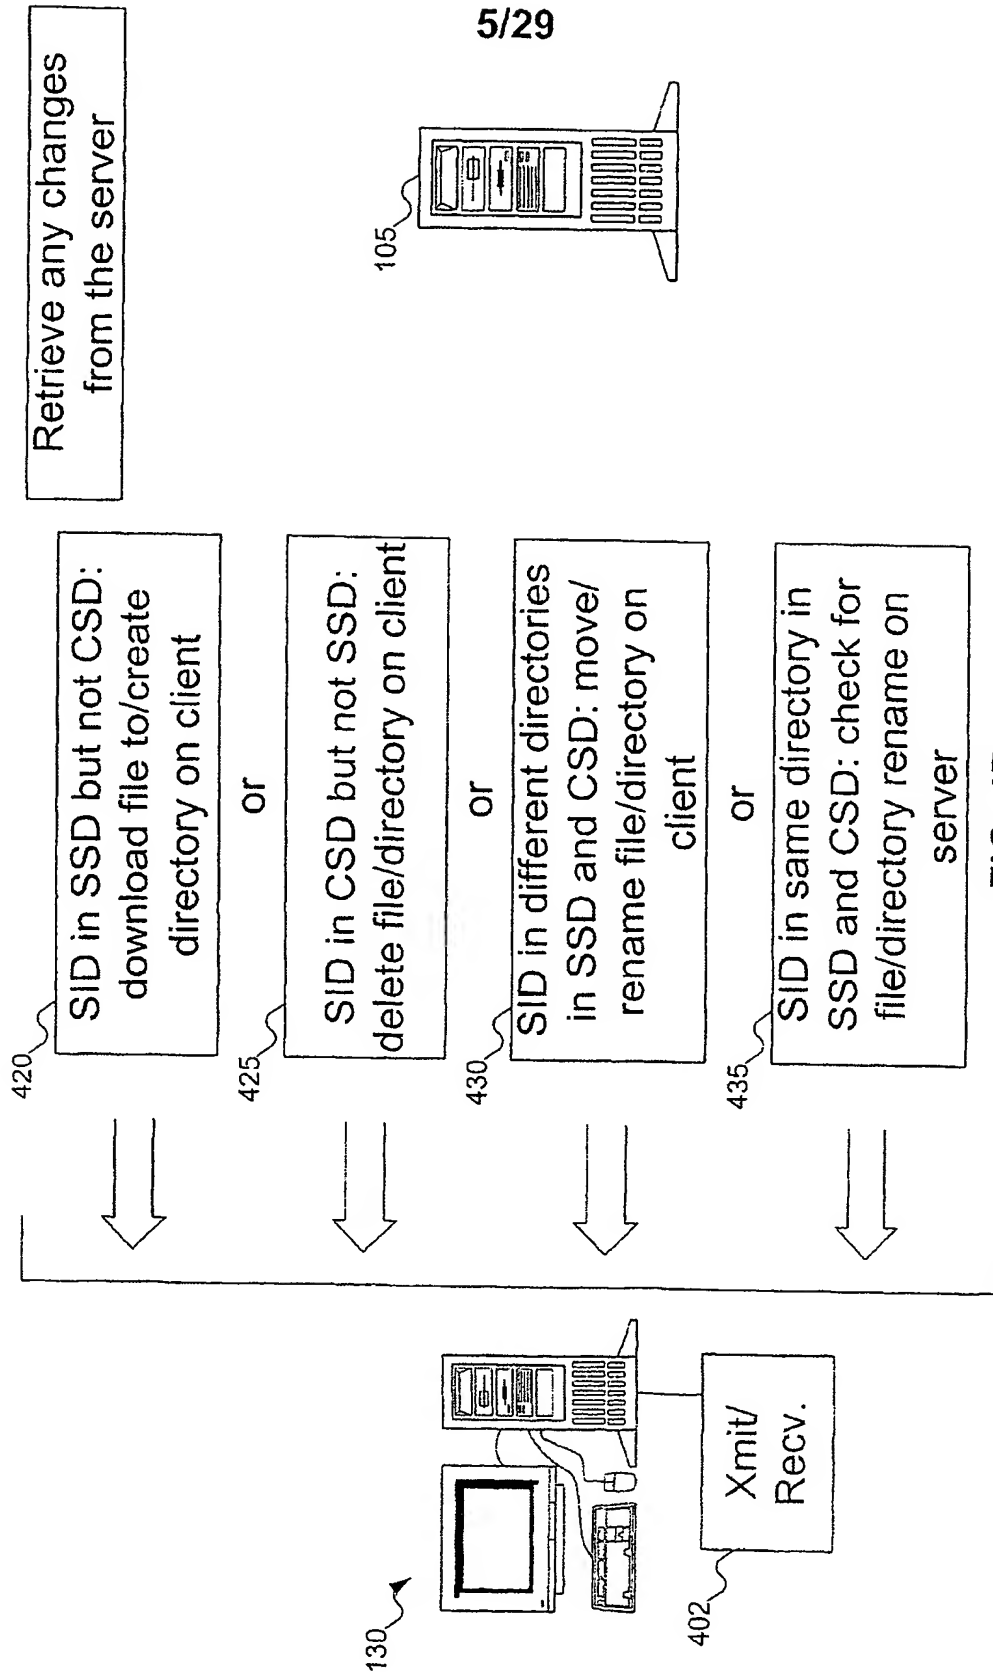 5/29
Retrieve any changes
from the server
105
420
SID in SSD but not CSD:
download file to/create
directory on client
or
425
SID in CSD but not SSD:
delete file/directory on client
or
430
SID in different directories
in SSD and CSD: move/
rename file/directory on
client
or
435
SID in same directory in
SSD and CSD: check for
file/directory rename on
server
130
402
Xmit/
Recv.